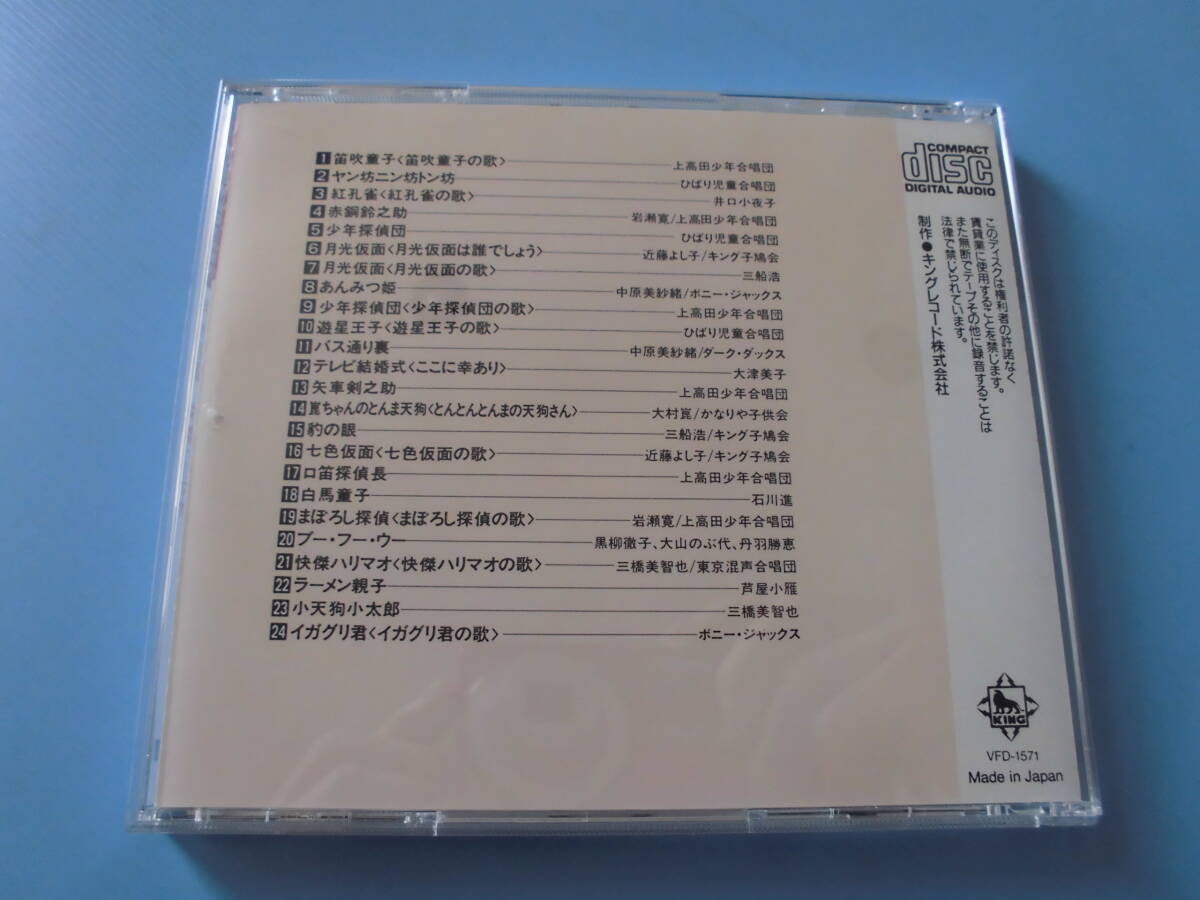 1 笛吹童子<笛吹童子の歌> 上高田少年合唱団
2 ヤン坊ニン坊トン坊 ひばり児童合唱団
3 紅孔雀<紅孔雀の歌> 井口小夜子
4 赤銅鈴之助 岩瀬寛/上高田少年合唱団
5 少年探偵団 ひばり児童合唱団
6 月光仮面<月光仮面は誰でしょう> 近藤よし子/キング子鳩会
7 月光仮面<月光仮面の歌> 三船浩
8 あんみつ姫 中原美紗緒/ボニー・ジャックス
9 少年探偵団<少年探偵団の歌> 上高田少年合唱団
10 遊星王子<遊星王子の歌> ひばり児童合唱団
11 バス通り裏 中原美紗緒/ダーク・ダックス
12 テレビ結婚式<ここに幸あり> 大津美子
13 矢車剣之助 上高田少年合唱団
14 崑ちゃんのとんま天狗<とんとんとんまの天狗さん> 大村崑/かなりや子供会
15 豹の眼 三船浩/キング子鳩会
16 七色仮面<七色仮面の歌> 近藤よし子/キング子鳩会
17 口笛探偵長 上高田少年合唱団
18 白馬童子 石川進
19 まぼろし探偵<まぼろし探偵の歌> 岩瀬寛/上高田少年合唱団
20 ブー・フー・ウー 黒柳徹子、大山のぶ代、丹羽勝恵
21 快傑ハリマオ<快傑ハリマオの歌> 三橋美智也/東京混声合唱団
22 ラーメン親子 芦屋小雁
23 小天狗小太郎 三橋美智也
24 イガグリ君<イガグリ君の歌> ボニー・ジャックス
COMPACT
disc
DIGITAL AUDIO
このディスクは権利者の許諾なく
賃貸業に使用することを禁じます。
また無断でテープその他に録音することは
法律で禁じられています。
制作●キングレコード株式会社
KING
VFD-1571
Made in Japan